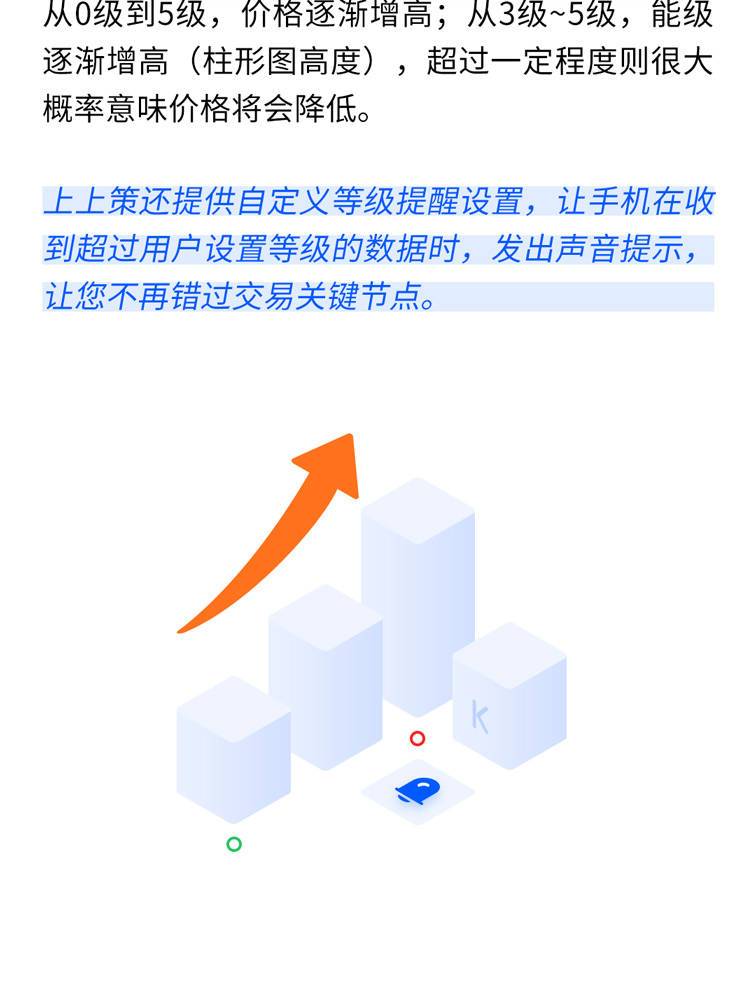 从0级到5级，价格逐渐增高；从3级~5级，能级
逐渐增高（柱形图高度），超过一定程度则很大
概率意味价格将会降低。
上上策还提供自定义等级提醒设置，让手机在收
到超过用户设置等级的数据时，发出声音提示，
让您不再错过交易关键节点。
K